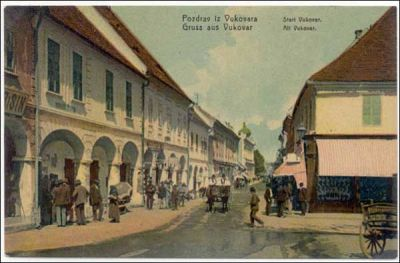 Pozdrav iz Vukovara
Gruss aus Vukovar
Stari Vukovar.
Alt Vukovar.